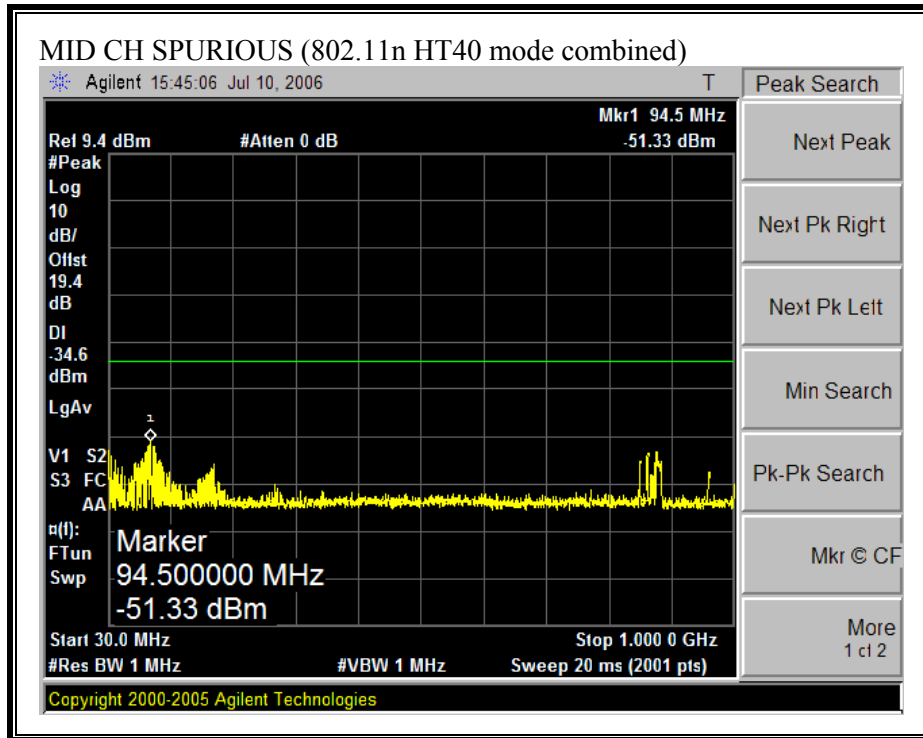 MID CH SPURIOUS (802.11n HT40 mode combined)
Agilent 15:45:06 Jul 10, 2006 T
Peak Search
Mkr1 94.5 MHz
Ref 9.4 dBm #Atten 0 dB -51.33 dBm
#Peak
Log
10
dB/
Offst
19.4
dB
DI
-34.6
dBm
LgAv
1
V1 S2
S3 FC
AA
¤(f):
FTun
Swp
Marker
94.500000 MHz
-51.33 dBm
Start 30.0 MHz Stop 1.000 0 GHz
#Res BW 1 MHz #VBW 1 MHz Sweep 20 ms (2001 pts)
Copyright 2000-2005 Agilent Technologies
Next Peak
Next Pk Right
Next Pk Left
Min Search
Pk-Pk Search
Mkr © CF
More
1 of 2